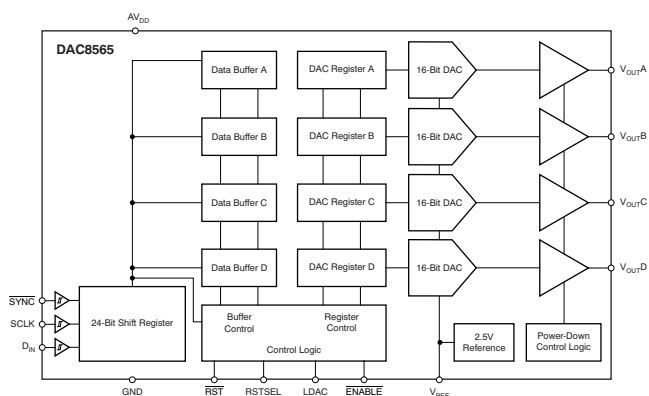 AVDD
DAC8565
Data Buffer A
DAC Register A
16-Bit DAC
VOUTA
Data Buffer B
DAC Register B
16-Bit DAC
VOUTB
Data Buffer C
DAC Register C
16-Bit DAC
VOUTC
Data Buffer D
DAC Register D
16-Bit DAC
VOUTD
SYNC
SCLK
DIN
24-Bit Shift Register
Buffer
Control
Register
Control
Control Logic
2.5V
Reference
Power-Down
Control Logic
GND
RST
RSTSEL
LDAC
ENABLE
VREF